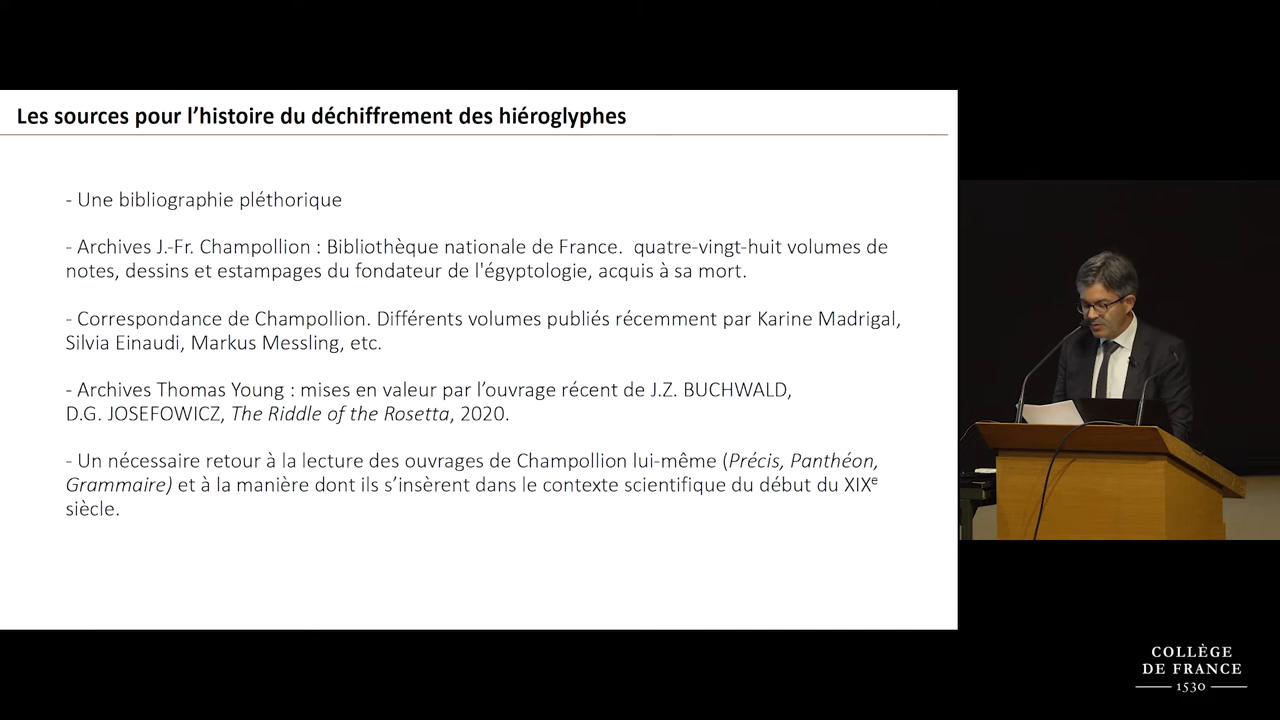 Les sources pour l’histoire du déchiffrement des hiéroglyphes
- Une bibliographie pléthorique
- Archives J.-Fr. Champollion : Bibliothèque nationale de France.  quatre-vingt-huit volumes de
notes, dessins et estampages du fondateur de l'égyptologie, acquis à sa mort.
- Correspondance de Champollion. Différents volumes publiés récemment par Karine Madrigal,
Silvia Einaudi, Markus Messling, etc.
- Archives Thomas Young : mises en valeur par l’ouvrage récent de J.Z. BUCHWALD,
D.G. JOSEFOWICZ, The Riddle of the Rosetta, 2020.
- Un nécessaire retour à la lecture des ouvrages de Champollion lui-même (Précis, Panthéon,
Grammaire) et à la manière dont ils s’insèrent dans le contexte scientifique du début du XIXe
siècle.
COLLÈGE
DE FRANCE
1530